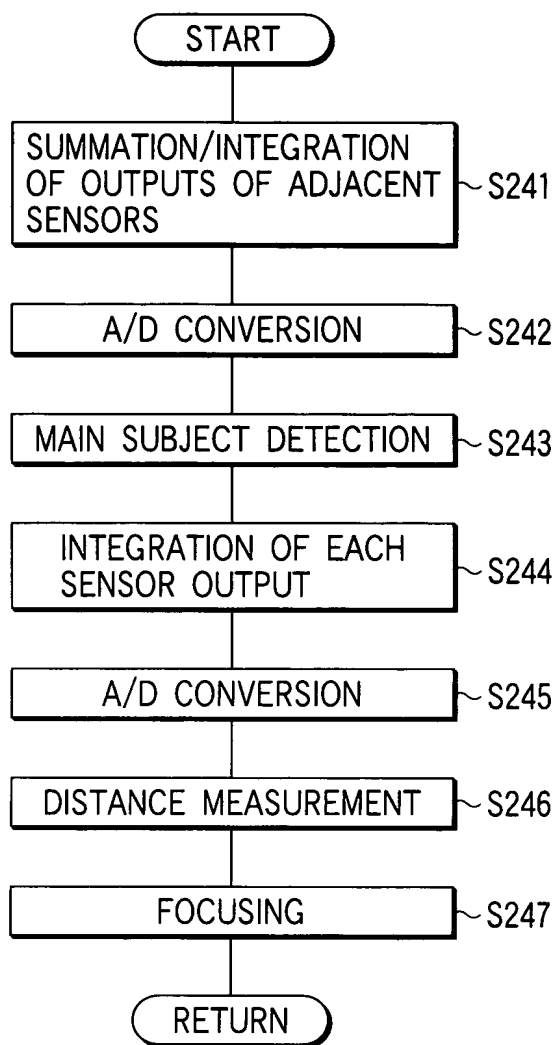 START
SUMMATION/INTEGRATION
OF OUTPUTS OF ADJACENT
SENSORS
~S241
A/D CONVERSION
~S242
MAIN SUBJECT DETECTION
~S243
INTEGRATION OF EACH
SENSOR OUTPUT
~S244
A/D CONVERSION
~S245
DISTANCE MEASUREMENT
~S246
FOCUSING
~S247
RETURN